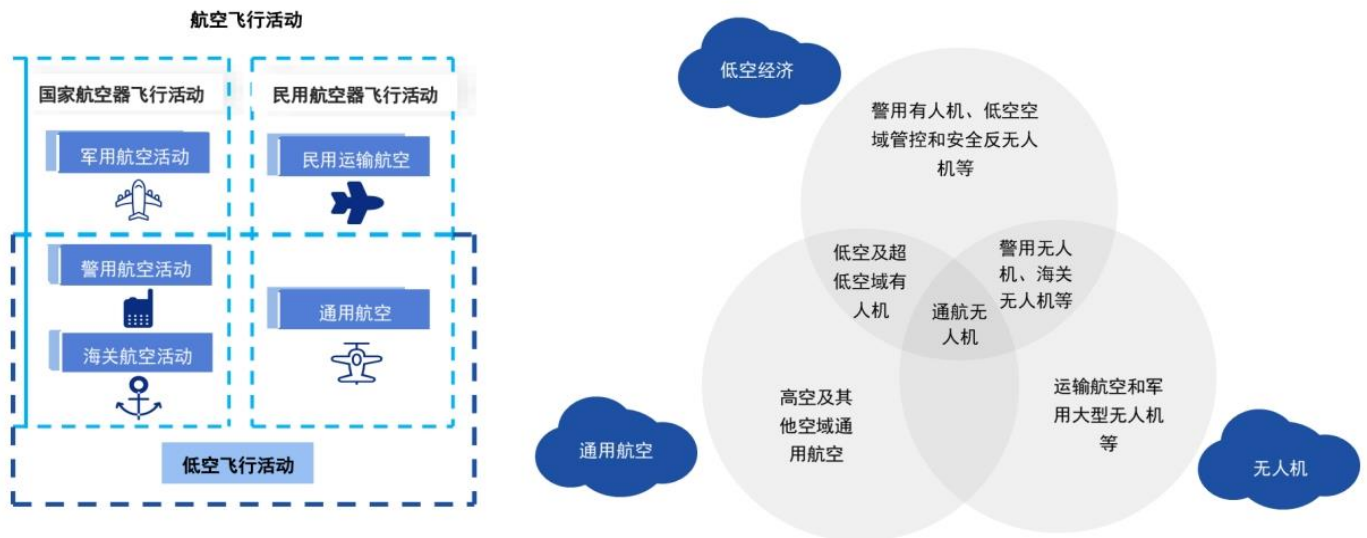 航空飞行活动
国家航空器飞行活动
民用航空器飞行活动
军用航空活动
民用运输航空
警用航空活动
通用航空
海关航空活动
低空飞行活动
低空经济
警用有人机、低空空
域管控和安全反无人
机等
低空及超
低空域有
人机
警用无人
机、海关
无人机等
通航无
人机
高空及其
他空域通
用航空
运输航空和军
用大型无人机
等
通用航空
无人机